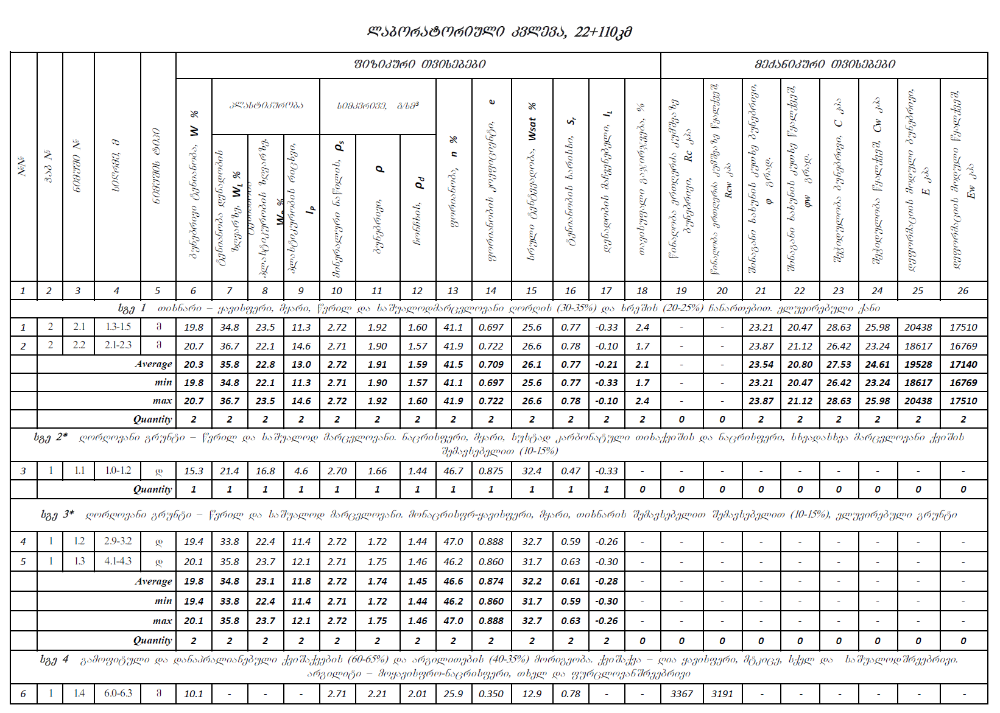 ლაბორატორიული კვლევა, 22+110კმ
ფიზიკური თვისებები მექანიკური თვისებები
№№
ჭაბ №
ნიმუში №
სიღრმე, მ
ნიმუშის ტიპი
ბუნებრივი ტენიანობა, W %
პლასტიკურობა
ტენიანობა დენადობის ზღვარზე, WL %
პლასტიკურობის ზღვარზე, WP %
პლასტიკურობის რიცხვი, IP
სიმკვრივე, გ/სმ3
მინერალური ნაწილის, ρs
ბუნებრივი, ρ
ჩონჩხის, ρd
ფორიანობა, n %
ფორიანობის კოეფიციენტი, e
სრული ტენტევადობა, Wsat %
ტენიანობის ხარისხი, Sr
დენადობის მაჩვენებელი, IL
თავისუფალი გაჯირჯვება, %
წინაღობა ერთღერძა კუმშვაზე ბუნებრივი, Rc კპა
წინაღობა ერთღერძა კუმშვაზე წყალქვეშ, Rcw კპა
შინაგანი ხახუნის კუთხე ბუნებრივი, φ გრად.
შინაგანი ხახუნის კუთხე წყალქვეშ, φw გრად.
შეჭიდულობა ბუნებრივი, C კპა
შეჭიდულობა წყალქვეშ, Cw კპა
დეფორმაციის მოდული ბუნებრივი, E კპა
დეფორმაციის მოდული წყალქვეშ, Ew კპა
1 2 3 4 5 6 7 8 9 10 11 12 13 14 15 16 17 18 19 20 21 22 23 24 25 26
სგე 1 თიხნარი – ყავისფერი, მყარი, წვრილ და საშუალოდმარცვლოვანი ღორღის (30-35%) და ხრეშის (20-25%) ჩანართებით. ელუვირებული ქანი
1 2 2.1 1.3-1.5 მ 19.8 34.8 23.5 11.3 2.72 1.92 1.60 41.1 0.697 25.6 0.77 -0.33 2.4 - - 23.21 20.47 28.63 25.98 20438 17510
2 2 2.2 2.1-2.3 მ 20.7 36.7 22.1 14.6 2.71 1.90 1.57 41.9 0.722 26.6 0.78 -0.10 1.7 - - 23.87 21.12 26.42 23.24 18617 16769
Average 20.3 35.8 22.8 13.0 2.72 1.91 1.59 41.5 0.709 26.1 0.77 -0.21 2.1 - - 23.54 20.80 27.53 24.61 19528 17140
min 19.8 34.8 22.1 11.3 2.71 1.90 1.57 41.1 0.697 25.6 0.77 -0.33 1.7 - - 23.21 20.47 26.42 23.24 18617 16769
max 20.7 36.7 23.5 14.6 2.72 1.92 1.60 41.9 0.722 26.6 0.78 -0.10 2.4 - - 23.87 21.12 28.63 25.98 20438 17510
Quantity 2 2 2 2 2 2 2 2 2 2 2 2 2 0 0 2 2 2 2 2 2
სგე 2* ღორღოვანი გრუნტი – წვრილ და საშუალოდ მარცვლოვანი. ნაცრისფერი, მყარი, სუსტად კარბონატული თიხაქვიშის და ნაცრისფერი, სხვადასხვა მარცვლოვანი ქვიშის
შემავსებელით (10-15%)
3 1 1.1 1.0-1.2 დ 15.3 21.4 16.8 4.6 2.70 1.66 1.44 46.7 0.875 32.4 0.47 -0.33 - - - - - - - - -
Quantity 1 1 1 1 1 1 1 1 1 1 1 1 0 0 0 0 0 0 0 0 0
სგე 3* ღორღოვანი გრუნტი – წვრილ და საშუალოდ მარცვლოვანი. მონაცრისფრ-ყავისფერი, მყარი, თიხნარის შემავსებელით შემავსებელით (10-15%), ელუვირებული გრუნტი
4 1 1.2 2.9-3.2 დ 19.4 33.8 22.4 11.4 2.72 1.72 1.44 47.0 0.888 32.7 0.59 -0.26 - - - - - - - - -
5 1 1.3 4.1-4.3 დ 20.1 35.8 23.7 12.1 2.71 1.75 1.46 46.2 0.860 31.7 0.63 -0.30 - - - - - - - - -
Average 19.8 34.8 23.1 11.8 2.72 1.74 1.45 46.6 0.874 32.2 0.61 -0.28 - - - - - - - - -
min 19.4 33.8 22.4 11.4 2.71 1.72 1.44 46.2 0.860 31.7 0.59 -0.30 - - - - - - - - -
max 20.1 35.8 23.7 12.1 2.72 1.75 1.46 47.0 0.888 32.7 0.63 -0.26 - - - - - - - - -
Quantity 2 2 2 2 2 2 2 2 2 2 2 2 0 0 0 0 0 0 0 0 0
სგე 4 გამოფიტული და დანაპრალიანებული ქვიშაქვების (60-65%) და არგილითების (40-35%) მორიგეობა. ქვიშაქვა – ღია ყავისფერი, მტკიცე, სქელ და საშუალოდშრეებრივი.
არგილიტი – მოყავისფრო-ნაცრისფერი, თხელ და ფურცლოვანშრეებრივი
6 1 1.4 6.0-6.3 მ 10.1 - - - 2.71 2.21 2.01 25.9 0.350 12.9 0.78 - - 3367 3191 - - - - - -